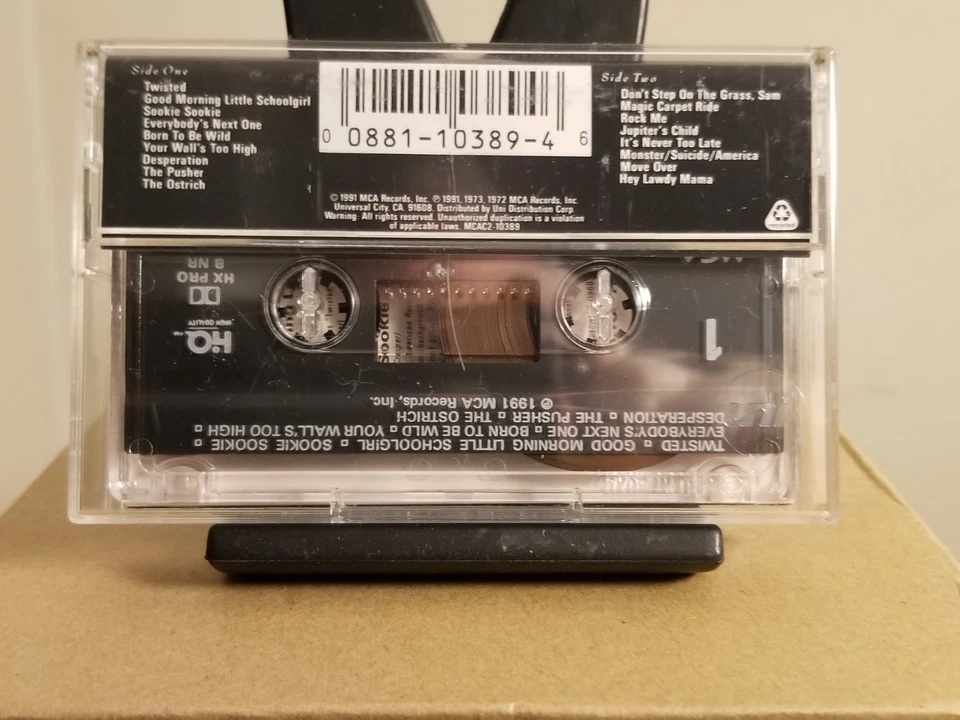 Side One
Twisted
Good Morning Little Schoolgirl
Sookie Sookie
Everybody's Next One
Born To Be Wild
Your Wall's Too High
Desperation
The Pusher
The Ostrich
0 0881-10389-4 6
© 1991 MCA Records, Inc. ℗ 1991, 1973, 1972 MCA Records, Inc.
Universal City, CA. 91608. Distributed by Uni Distribution Corp.
Warning: All rights reserved. Unauthorized duplication is a violation
of applicable laws. MCAC2-10389
Side Two
Don't Step On The Grass, Sam
Magic Carpet Ride
Rock Me
Jupiter's Child
It's Never Too Late
Monster/Suicide/America
Move Over
Hey Lawdy Mama
TWISTED ▫ GOOD MORNING LITTLE SCHOOLGIRL ▫ SOOKIE SOOKIE ▫
EVERYBODY'S NEXT ONE ▫ BORN TO BE WILD ▫ YOUR WALL'S TOO HIGH ▫
DESPERATION ▫ THE PUSHER ▫ THE OSTRICH
℗ 1991 MCA Records, Inc.
1
HQ
HIGH QUALITY
B NR
HX PRO
MCA
Sookie